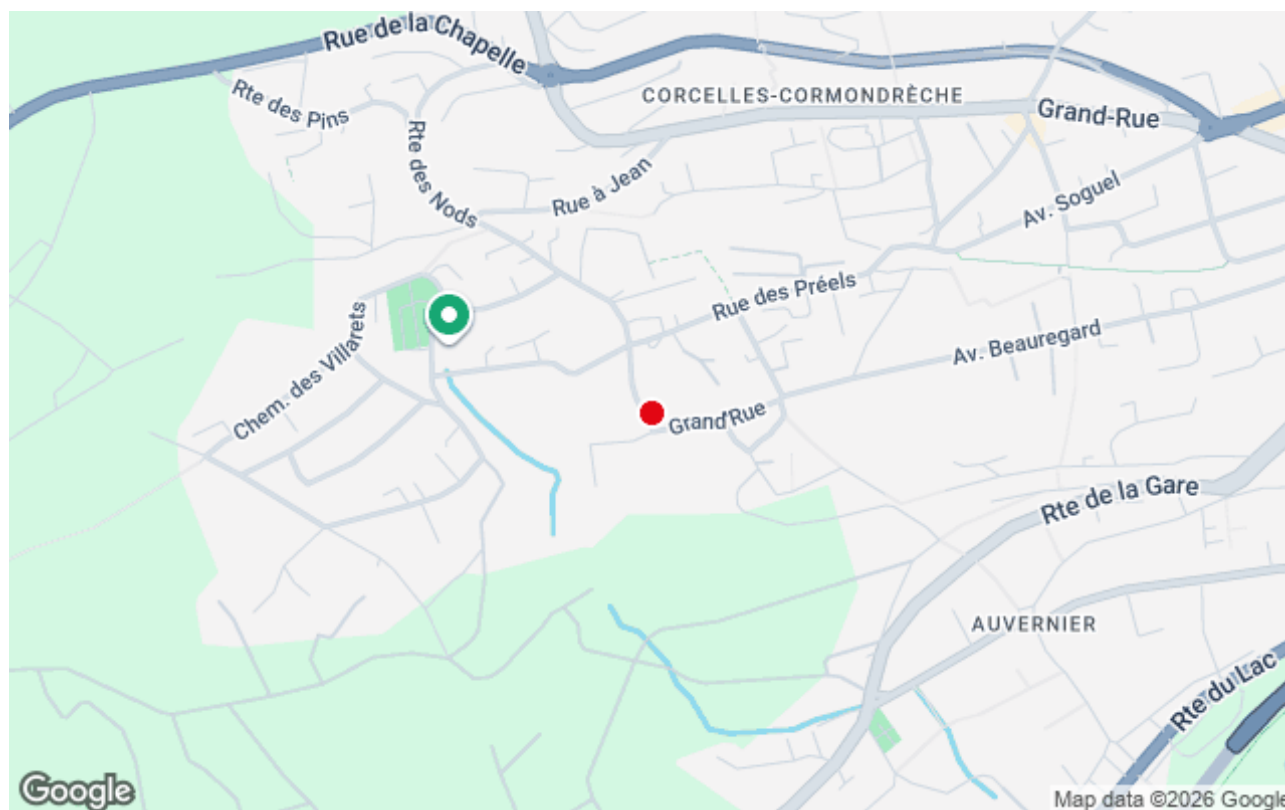 Rue de la Chapelle
Rte des Pins
CORCELLES-CORMONDRÈCHE
Grand-Rue
Rte des Nods
Rue à Jean
Av. Soguel
Rue des Préels
Av. Beauregard
Chem. des Villarets
Grand'Rue
Rte de la Gare
AUVERNIER
Rte du Lac
Google
Map data ©2026 Google